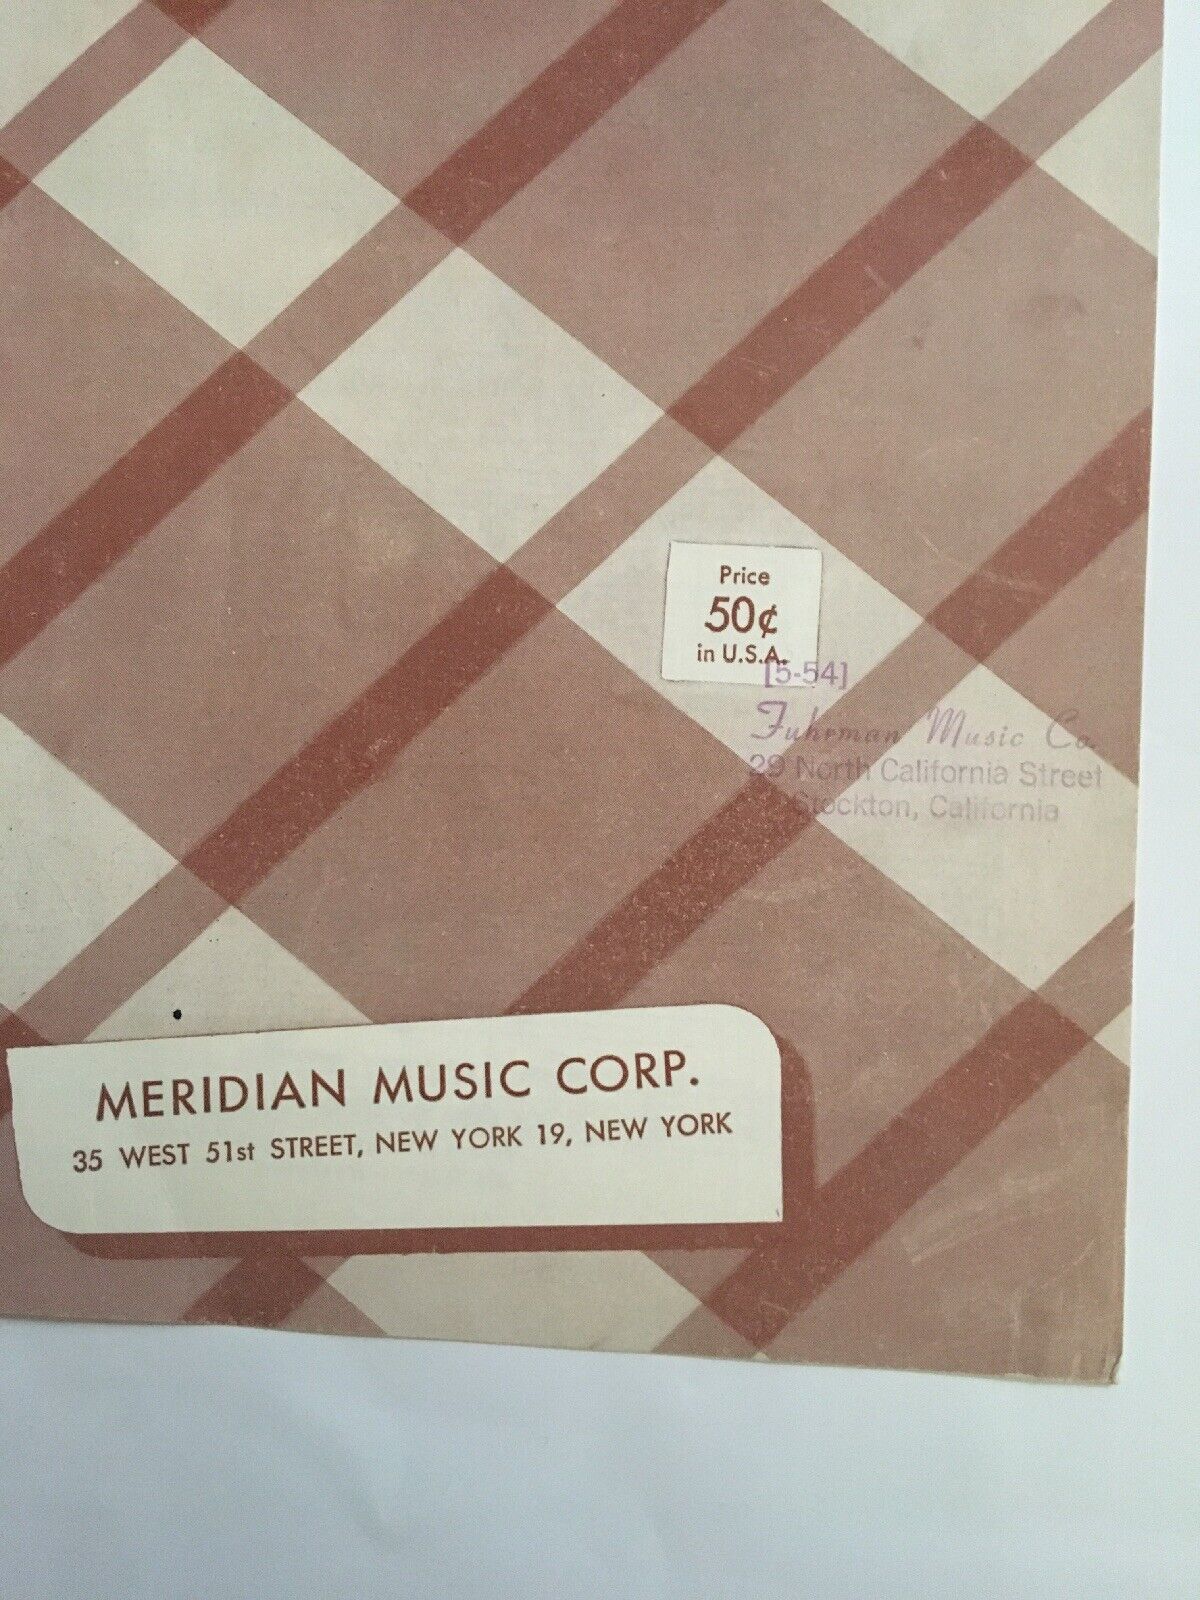 Price
50¢
in U.S.A.
[5-54]
Fuhrman Music Co.
29 North California Street
Stockton, California
MERIDIAN MUSIC CORP.
35 WEST 51st STREET, NEW YORK 19, NEW YORK